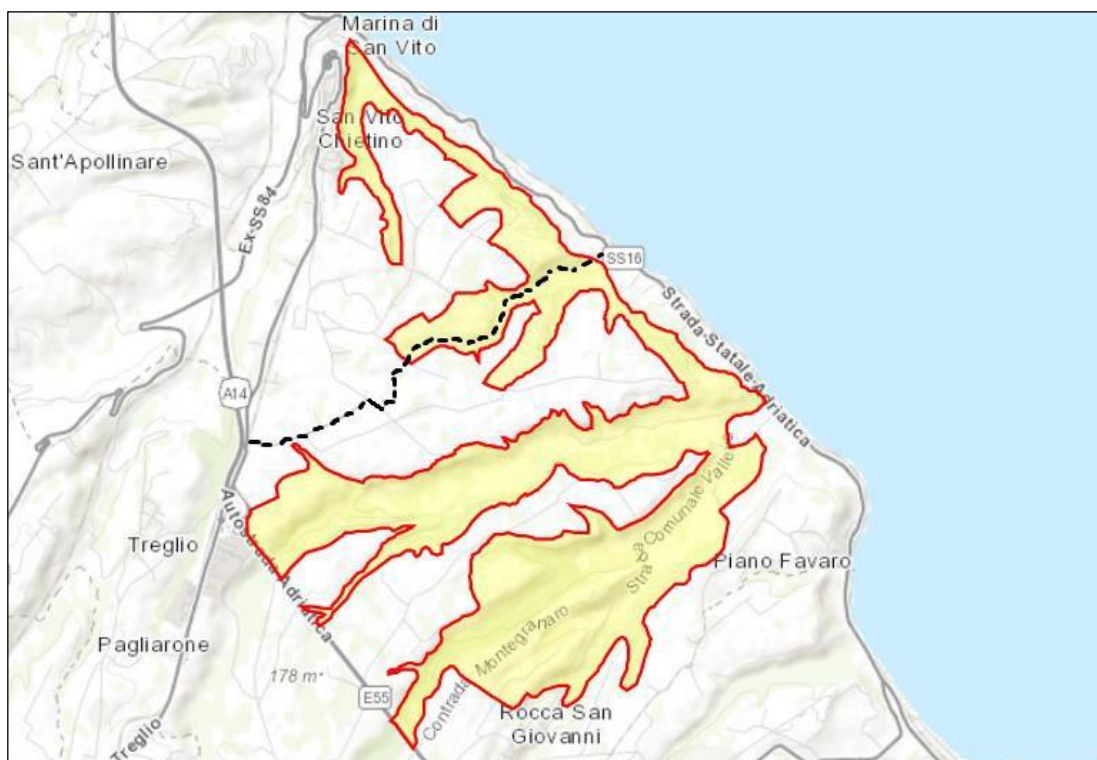 Marina di
San Vito
San Vito
Chietino
Sant'Apollinare
Ex-SS84
SS16
Strada-Statale-Adriatica
A14
Autostrada Adriatica
Treglio
Strada Comunale Vallevò
Piano Favaro
Pagliarone
Contrada Montegranaro
178 m
E55
Rocca San
Giovanni
Treglio